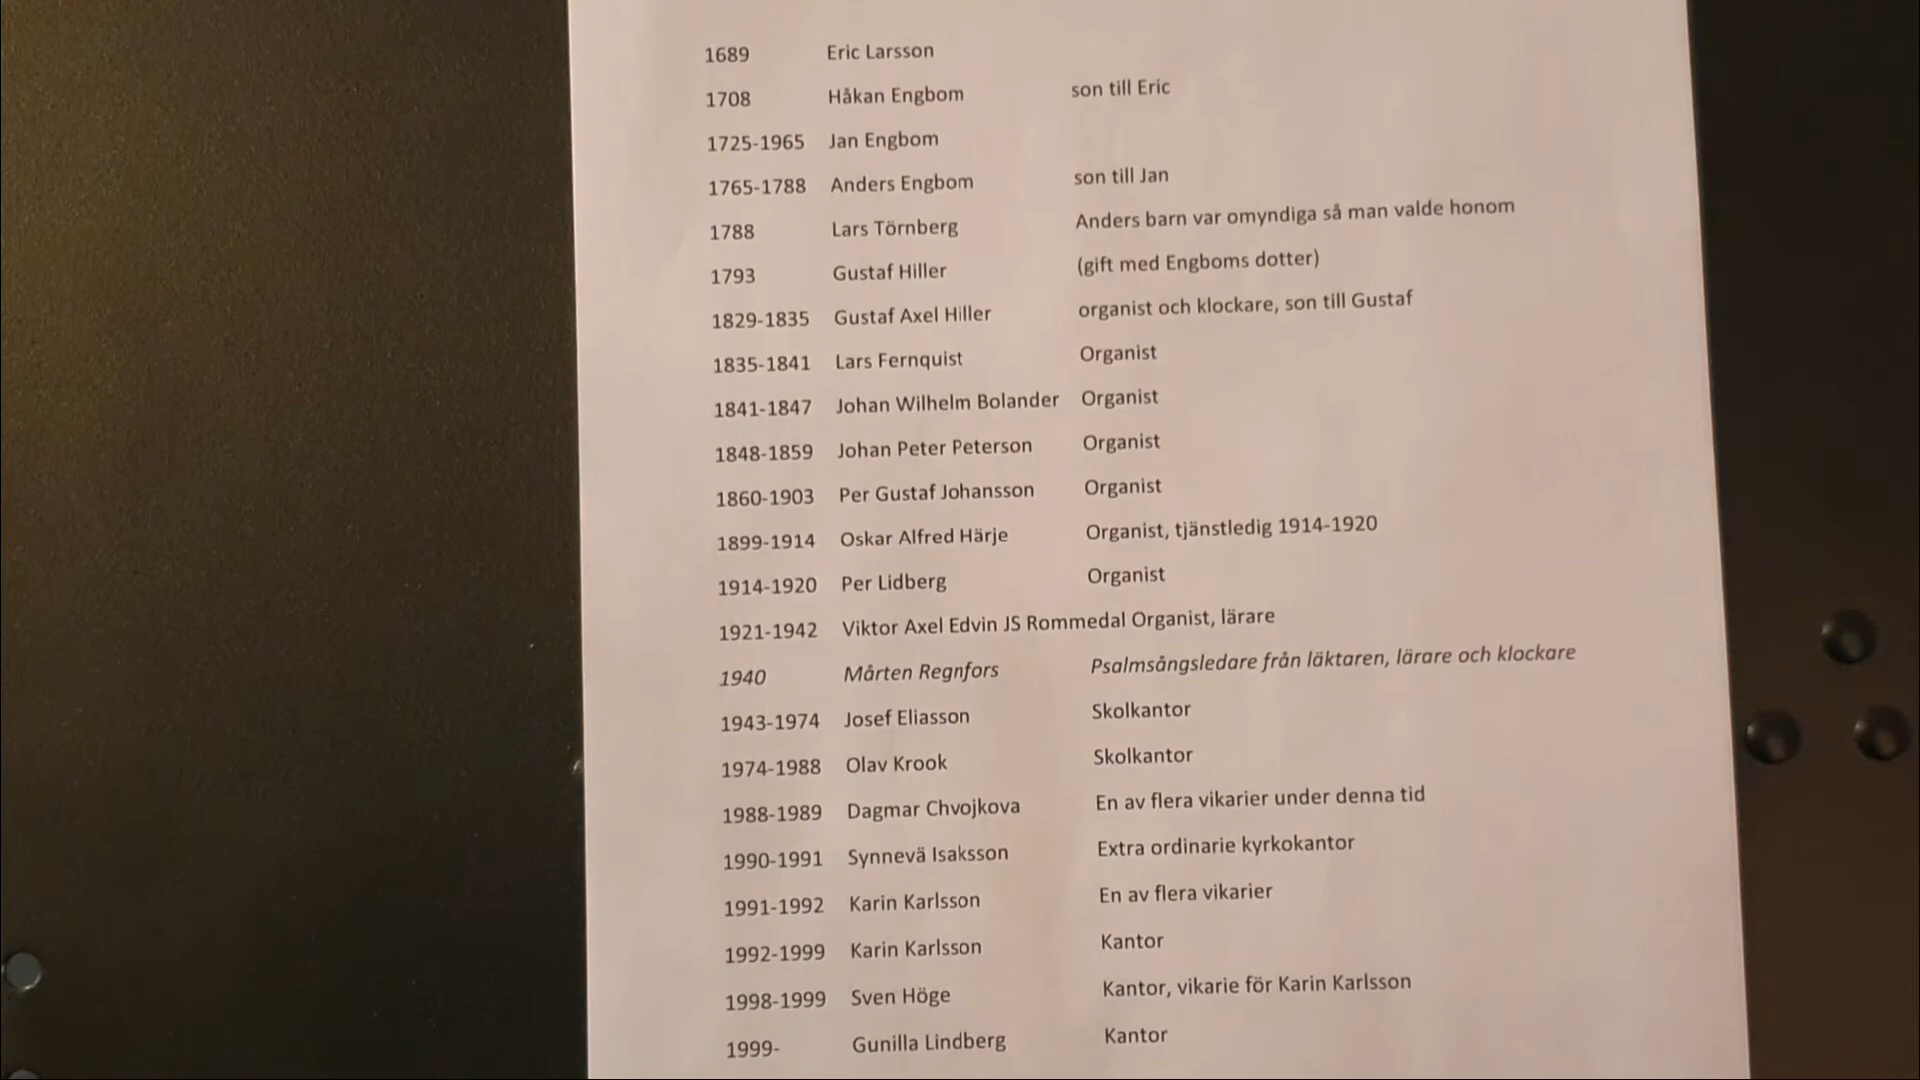 1689 Eric Larsson
1708 Håkan Engbom son till Eric
1725-1965 Jan Engbom
1765-1788 Anders Engbom son till Jan
1788 Lars Törnberg Anders barn var omyndiga så man valde honom
1793 Gustaf Hiller (gift med Engboms dotter)
1829-1835 Gustaf Axel Hiller organist och klockare, son till Gustaf
1835-1841 Lars Fernquist Organist
1841-1847 Johan Wilhelm Bolander Organist
1848-1859 Johan Peter Peterson Organist
1860-1903 Per Gustaf Johansson Organist
1899-1914 Oskar Alfred Härje Organist, tjänstledig 1914-1920
1914-1920 Per Lidberg Organist
1921-1942 Viktor Axel Edvin JS Rommedal Organist, lärare
1940 Mårten Regnfors Psalmsångsledare från läktaren, lärare och klockare
1943-1974 Josef Eliasson Skolkantor
1974-1988 Olav Krook Skolkantor
1988-1989 Dagmar Chvojkova En av flera vikarier under denna tid
1990-1991 Synnevä Isaksson Extra ordinarie kyrkokantor
1991-1992 Karin Karlsson En av flera vikarier
1992-1999 Karin Karlsson Kantor
1998-1999 Sven Höge Kantor, vikarie för Karin Karlsson
1999- Gunilla Lindberg Kantor